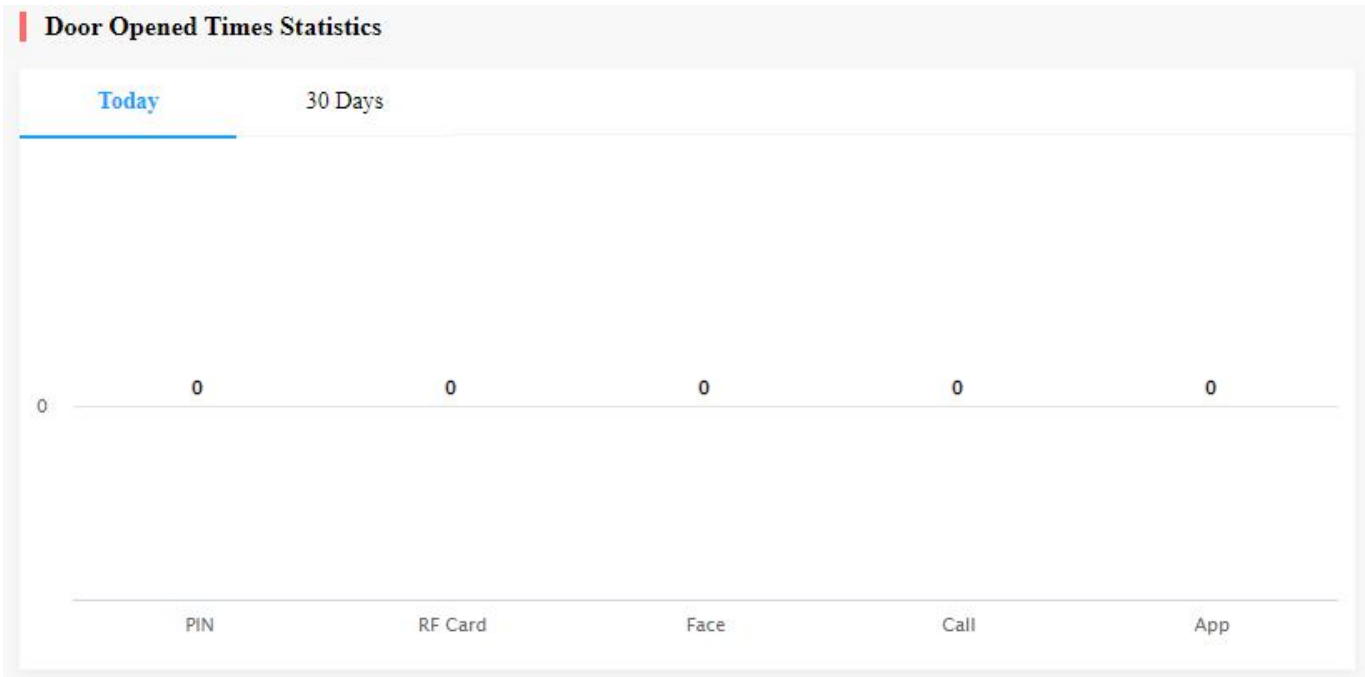 Door Opened Times Statistics
Today 30 Days
0 0 0 0 0
0
PIN RF Card Face Call App